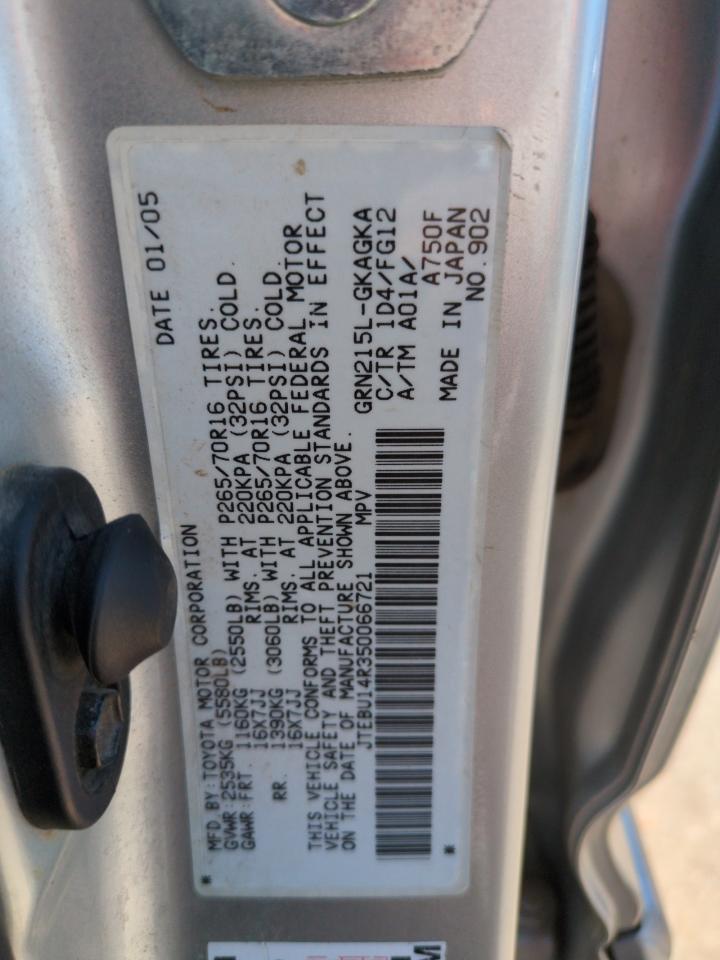 MFD. BY: TOYOTA MOTOR CORPORATION DATE 01/05
GVWR: 2535KG (5580LB)
GAWR: FRT. 1160KG (2550LB) WITH P265/70R16 TIRES.
16X7JJ RIMS. AT 220KPA (32PSI) COLD.
RR. 1390KG (3060LB) WITH P265/70R16 TIRES.
16X7JJ RIMS. AT 220KPA (32PSI) COLD.
THIS VEHICLE CONFORMS TO ALL APPLICABLE FEDERAL MOTOR
VEHICLE SAFETY AND THEFT PREVENTION STANDARDS IN EFFECT
ON THE DATE OF MANUFACTURE SHOWN ABOVE.
JTEBU14R350066721 MPV
GRN215L-GKAGKA
C/TR 1D4/FG12
A/TM A01A/
A750F
MADE IN JAPAN
NO.902
* *
M